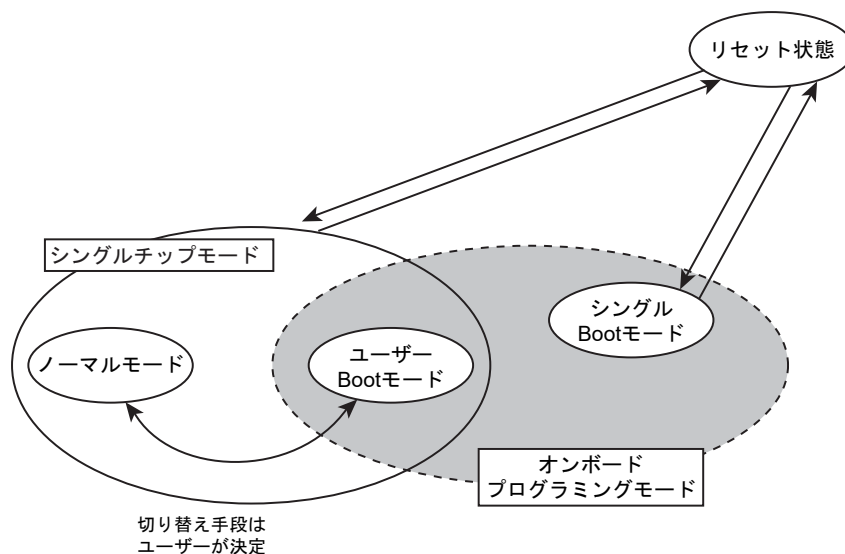 リセット状態
シングルチップモード
シングル
Bootモード
ノーマルモード
ユーザー
Bootモード
オンボード
プログラミングモード
切り替え手段は
ユーザーが決定